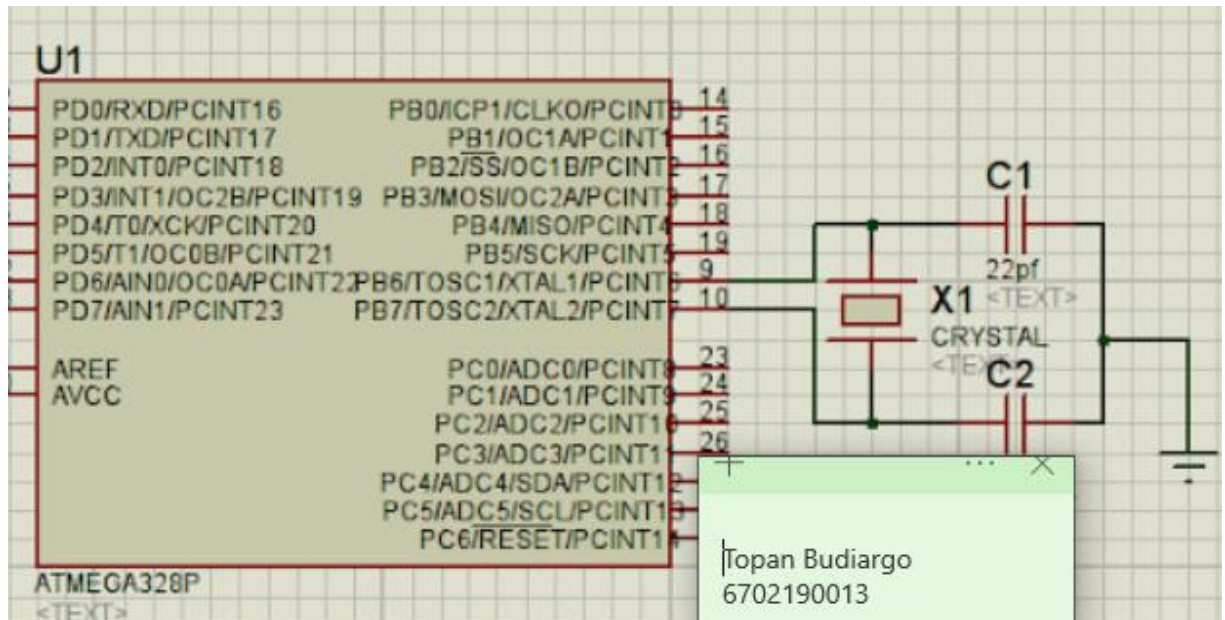 U1
PD0/RXD/PCINT16
PD1/TXD/PCINT17
PD2/INT0/PCINT18
PD3/INT1/OC2B/PCINT19
PD4/T0/XCK/PCINT20
PD5/T1/OC0B/PCINT21
PD6/AIN0/OC0A/PCINT22
PD7/AIN1/PCINT23
AREF
AVCC
PB0/ICP1/CLKO/PCINT0
PB1/OC1A/PCINT1
PB2/SS/OC1B/PCINT2
PB3/MOSI/OC2A/PCINT3
PB4/MISO/PCINT4
PB5/SCK/PCINT5
PB6/TOSC1/XTAL1/PCINT6
PB7/TOSC2/XTAL2/PCINT7
PC0/ADC0/PCINT8
PC1/ADC1/PCINT9
PC2/ADC2/PCINT10
PC3/ADC3/PCINT11
PC4/ADC4/SDA/PCINT12
PC5/ADC5/SCL/PCINT13
PC6/RESET/PCINT14
14
15
16
17
18
19
9
10
23
24
25
26
ATMEGA328P
<TEXT>
C1
22pf
<TEXT>
X1
CRYSTAL
<TEXT>
C2
Topan Budiargo
6702190013